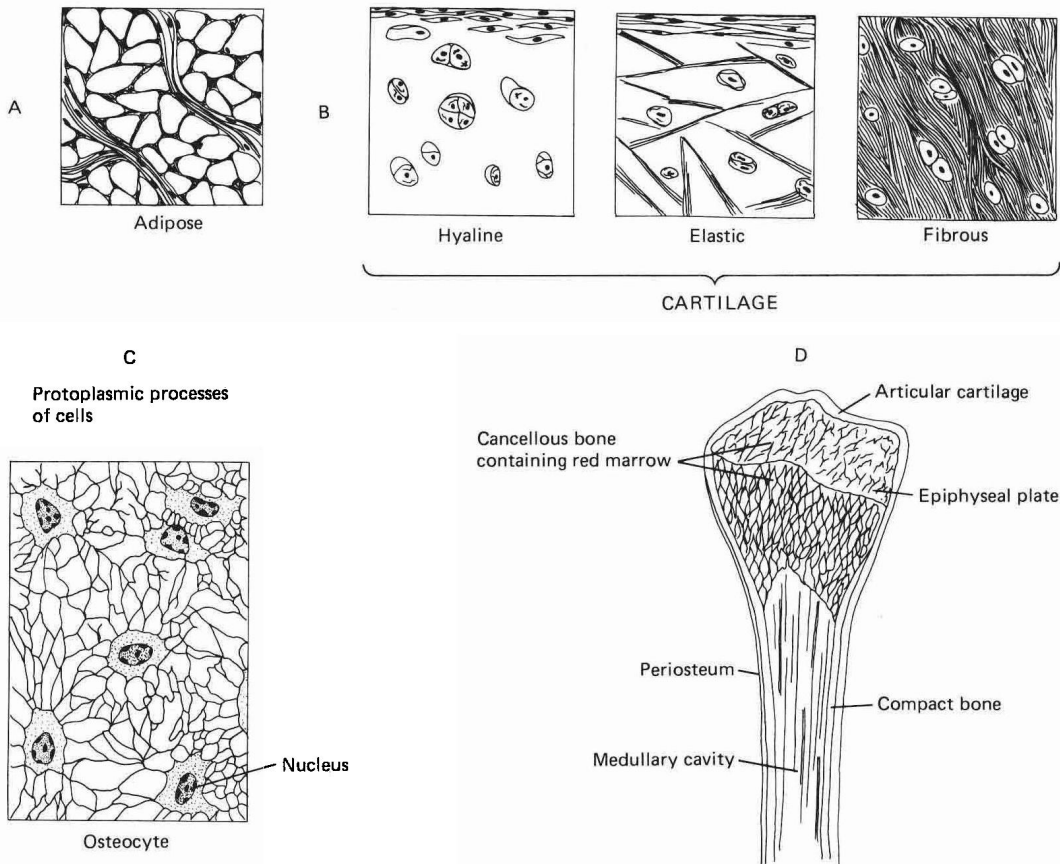 A
Adipose
B
Hyaline
Elastic
Fibrous
CARTILAGE
C
Protoplasmic processes
of cells
Nucleus
Osteocyte
D
Articular cartilage
Cancellous bone
containing red marrow
Epiphyseal plate
Periosteum
Compact bone
Medullary cavity